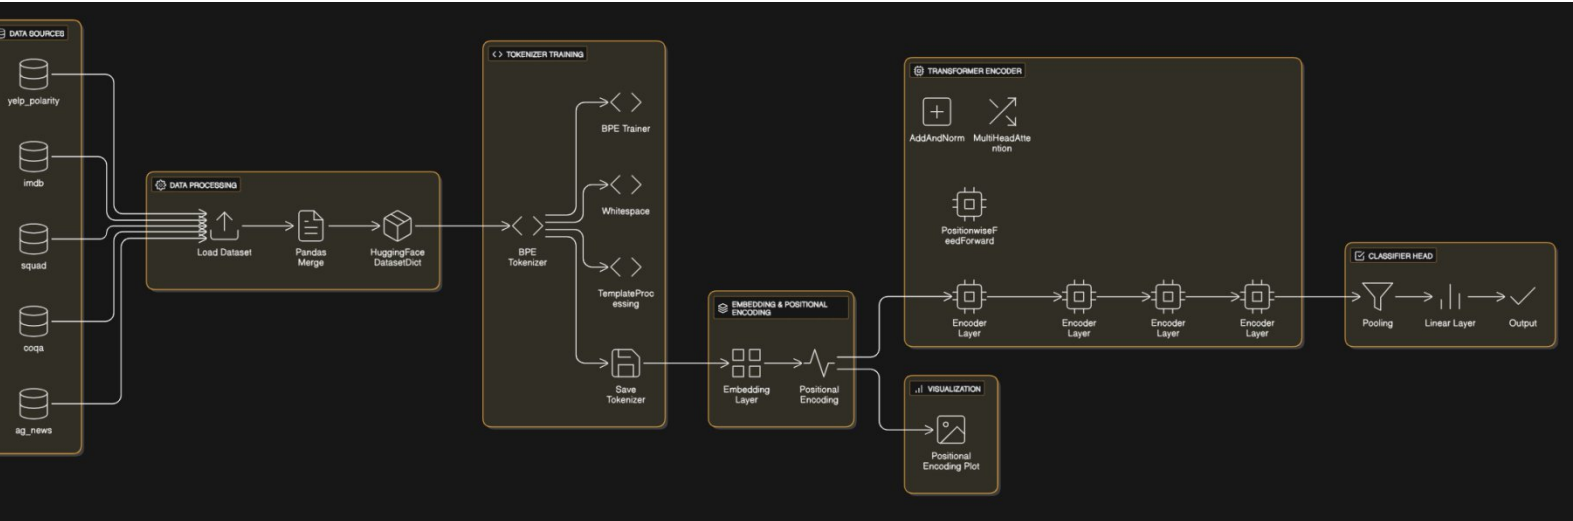 DATA SOURCES
yelp_polarity
imdb
squad
coqa
ag_news
DATA PROCESSING
Load Dataset
Pandas
Merge
HuggingFace
DatasetDict
TOKENIZER TRAINING
BPE
Tokenizer
BPE Trainer
Whitespace
TemplateProc
essing
Save
Tokenizer
EMBEDDING & POSITIONAL
ENCODING
Embedding
Layer
Positional
Encoding
TRANSFORMER ENCODER
AddAndNorm
MultiHeadAtte
ntion
PositionwiseF
eedForward
Encoder
Layer
Encoder
Layer
Encoder
Layer
Encoder
Layer
VISUALIZATION
Positional
Encoding Plot
CLASSIFIER HEAD
Pooling
Linear Layer
Output